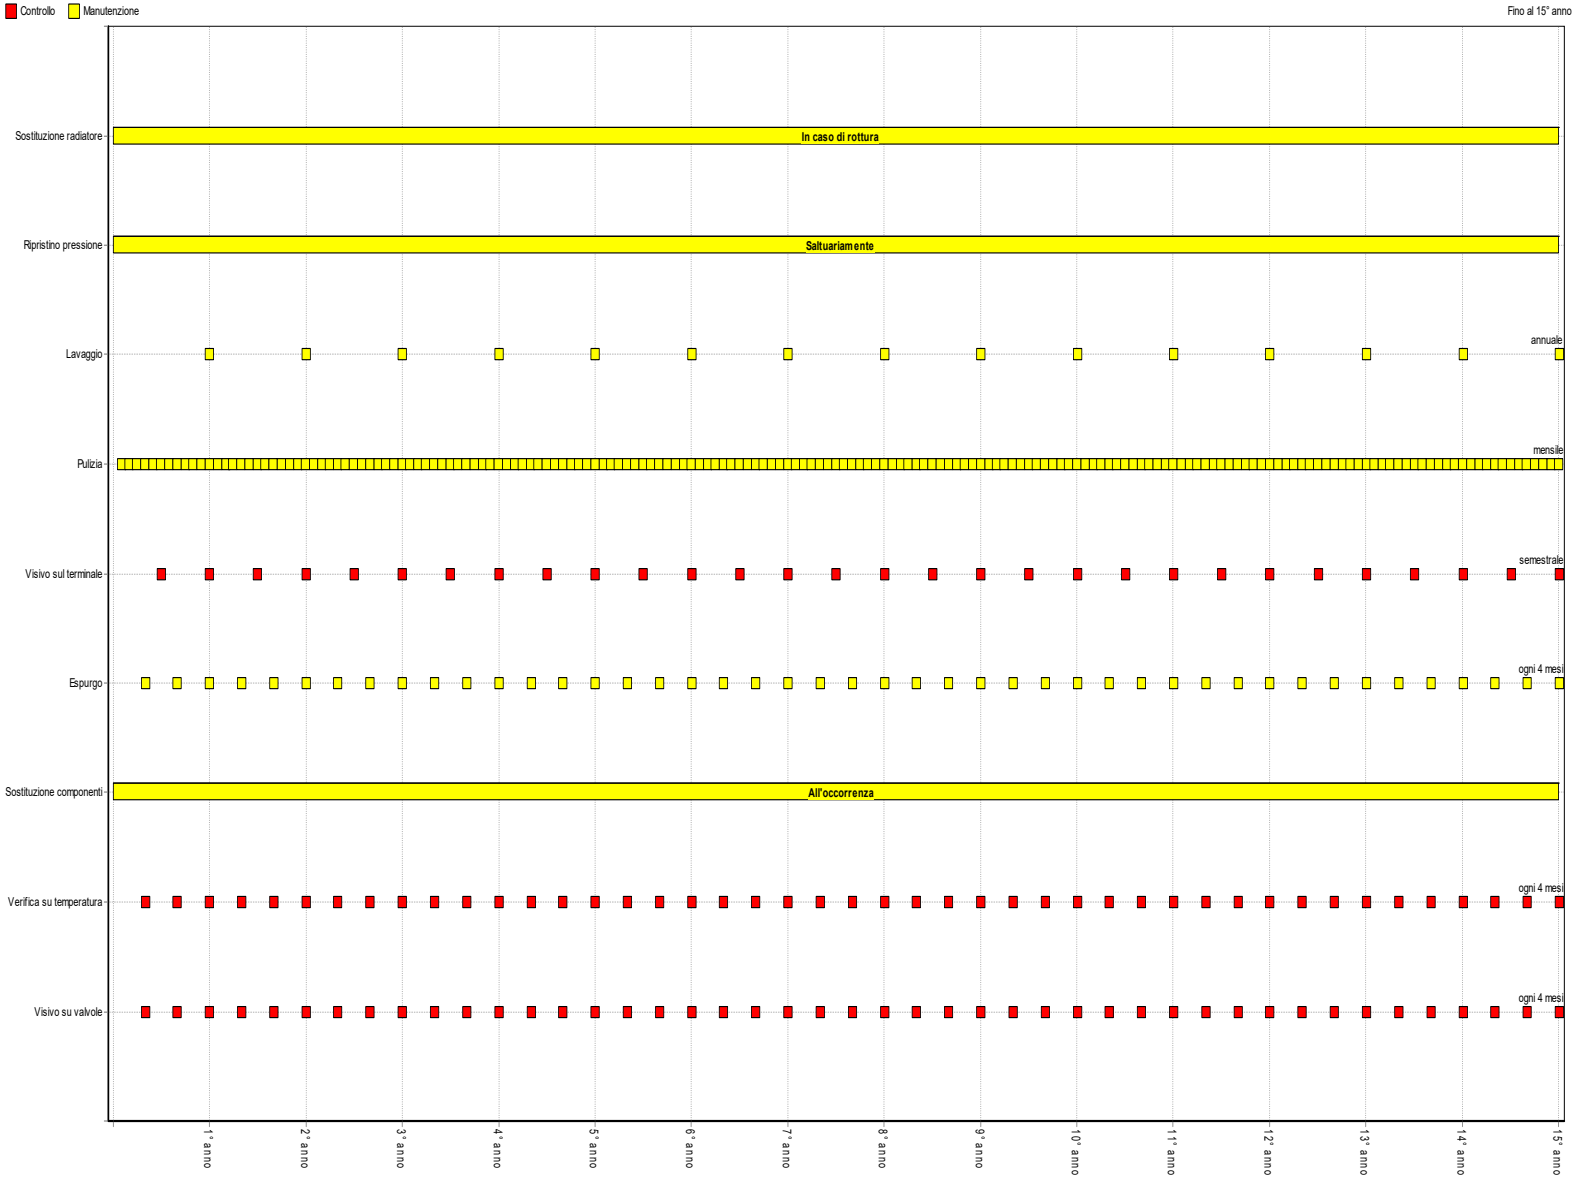 Controllo Manutenzione Fino al 15° anno
Sostituzione radiatore In caso di rottura
Ripristino pressione Saltuariamente
annuale
Lavaggio
mensile
Pulizia
semestrale
Visivo sul terminale
ogni 4 mesi
Espurgo
Sostituzione componenti All'occorrenza
ogni 4 mesi
Verifica su temperatura
ogni 4 mesi
Visivo su valvole
1° anno 2° anno 3° anno 4° anno 5° anno 6° anno 7° anno 8° anno 9° anno 10° anno 11° anno 12° anno 13° anno 14° anno 15° anno